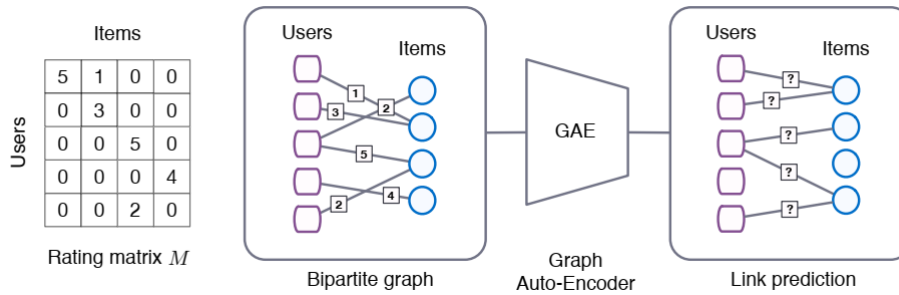 Items
Users
5 1 0 0
0 3 0 0
0 0 5 0
0 0 0 4
0 0 2 0
Rating matrix M
Users
Items
1
2
3
5
4
2
Bipartite graph
GAE
Graph
Auto-Encoder
Users
Items
?
?
?
?
?
Link prediction